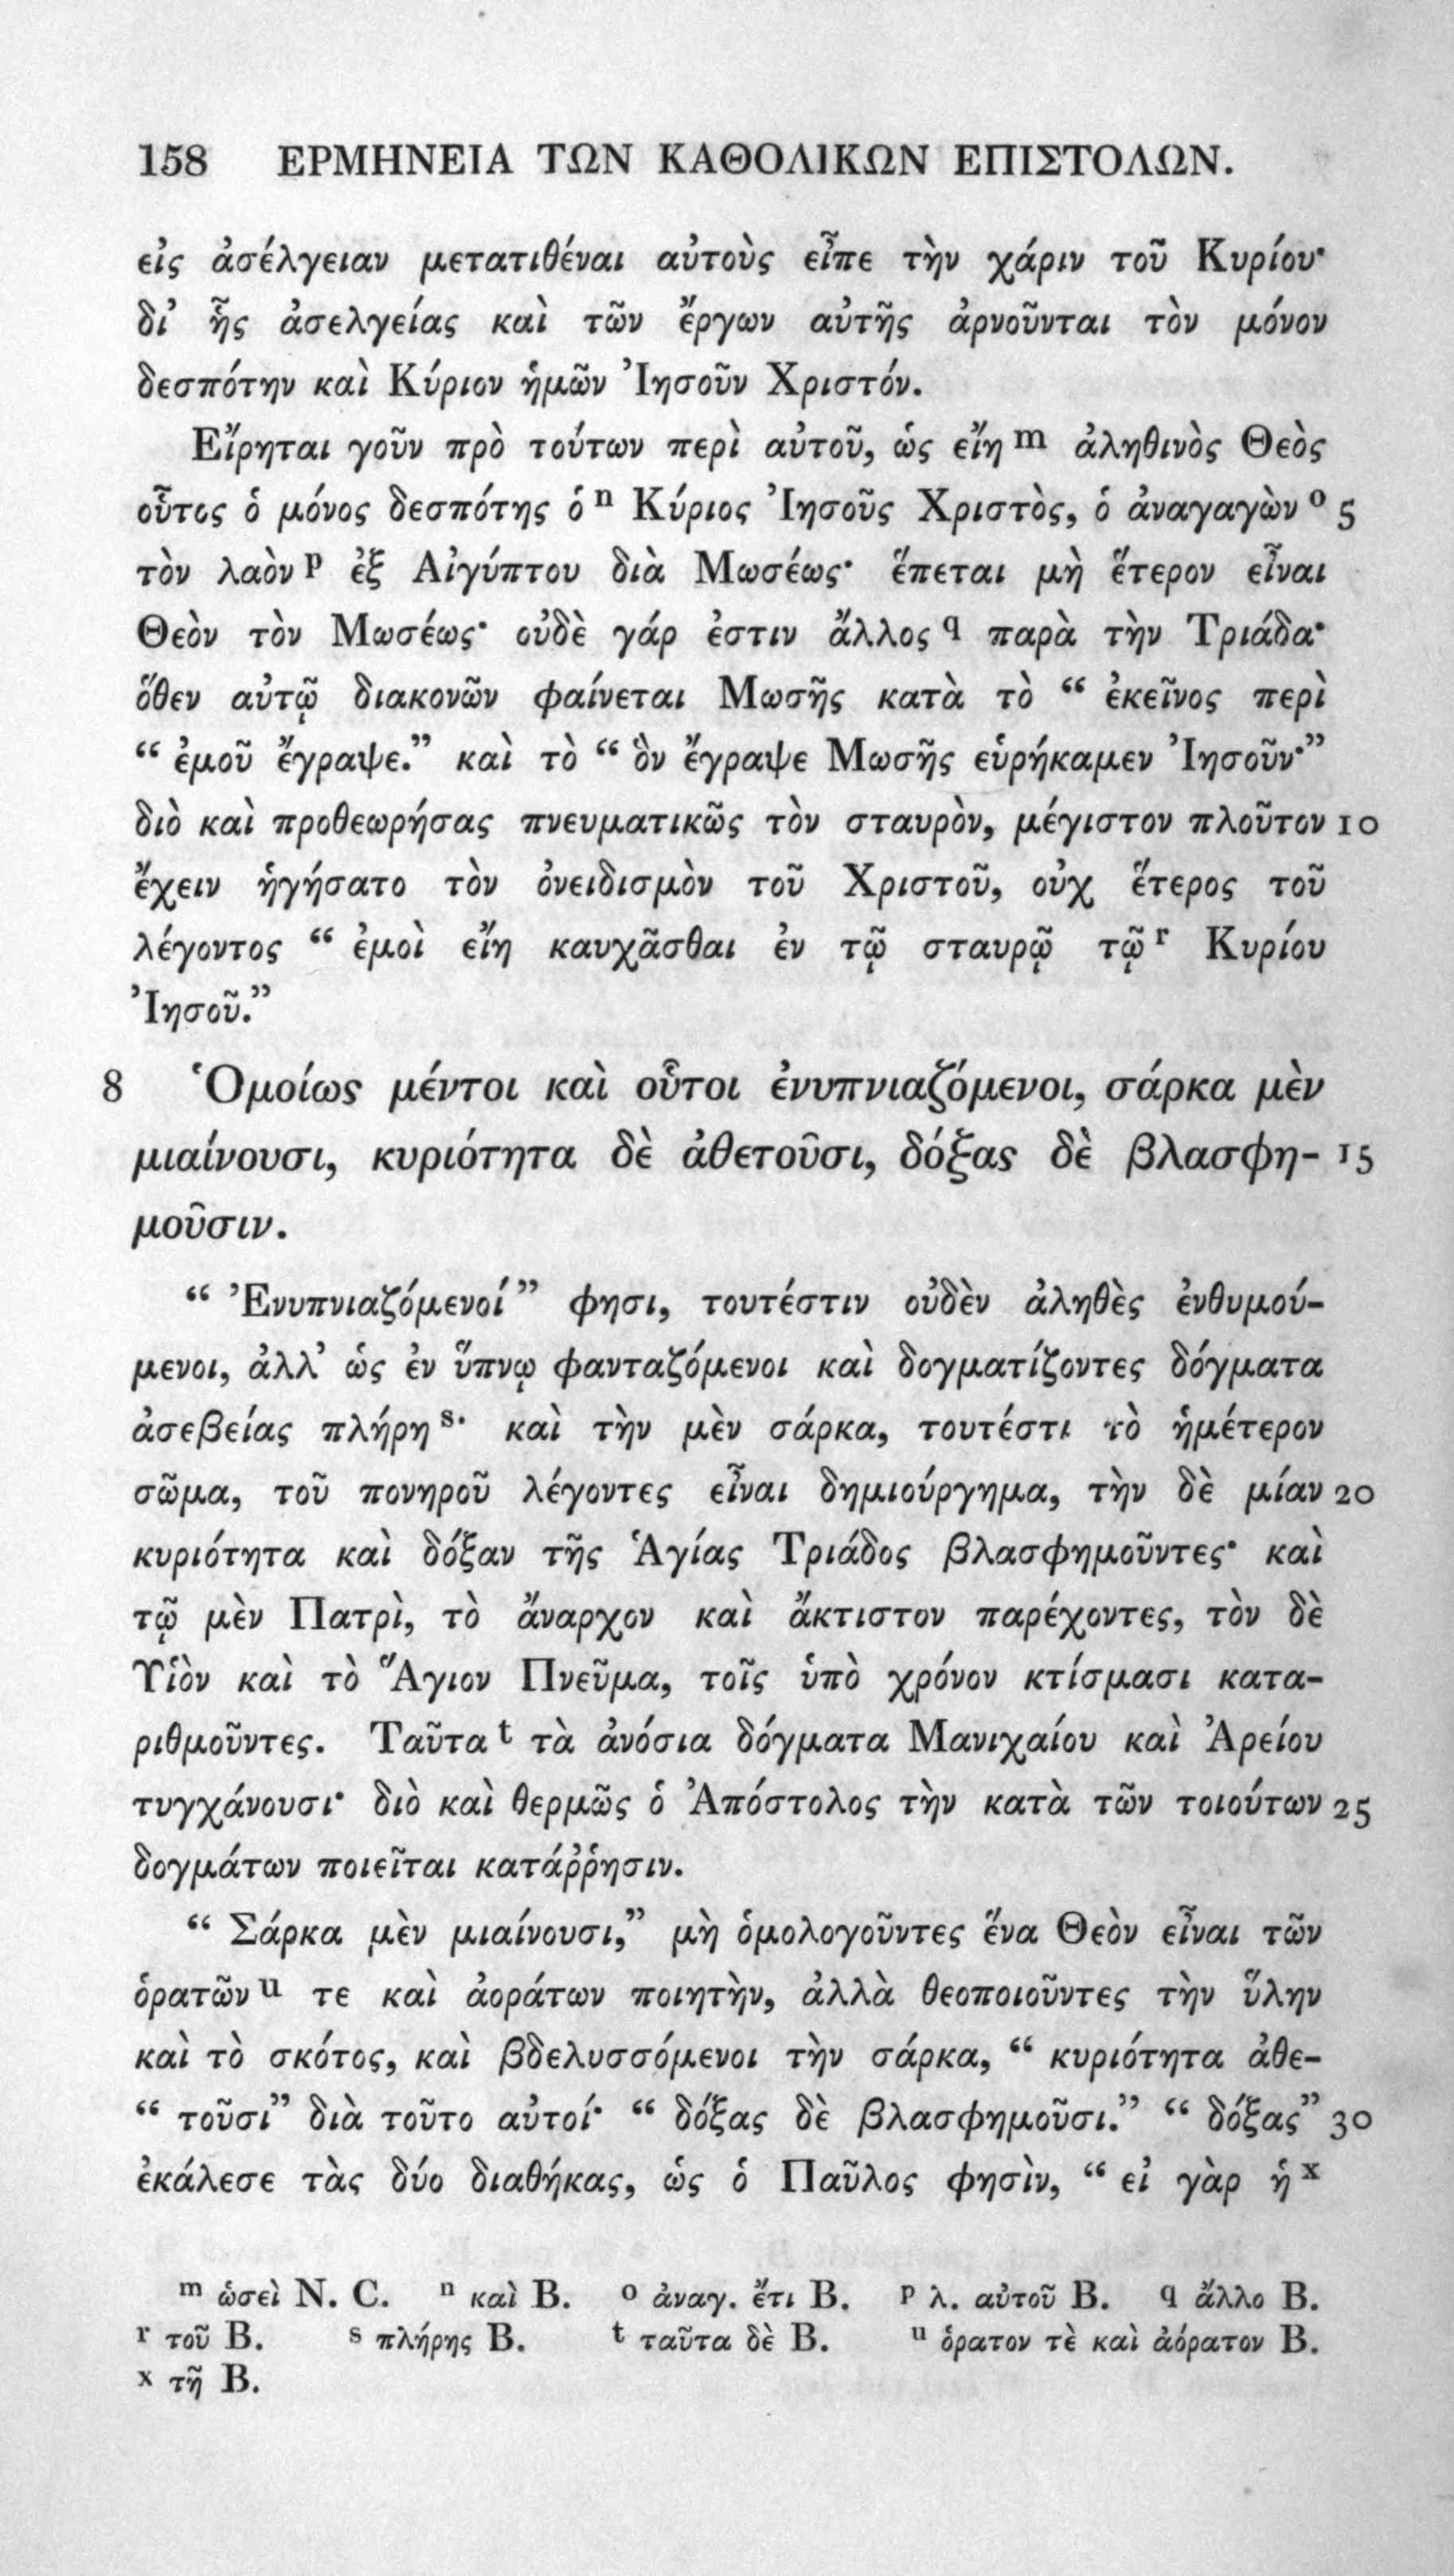 158 ΕΡΜΗΝΕΙΑ ΤΩΝ ΚΑΘΟΛΙΚΩΝ ΕΠΙΣΤΟΛΩΝ.
εἰς ἀσέλγειαν μετατιθέναι αὐτοὺς εἶπε τὴν χάριν τοῦ Κυρίου·
δι’ ἧς ἀσελγείας καὶ τῶν ἔργων αὐτῆς ἀρνοῦνται τὸν μόνον
δεσπότην καὶ Κύριον ἡμῶν Ἰησοῦν Χριστόν.
Εἴρηται γοῦν πρὸ τούτων περὶ αὐτοῦ, ὡς εἴη m ἀληθινὸς Θεὸς
οὗτος ὁ μόνος δεσπότης ὁ n Κύριος Ἰησοῦς Χριστὸς, ὁ ἀναγαγὼν o 5
τὸν λαὸν p ἐξ Αἰγύπτου διὰ Μωσέως· ἕπεται μὴ ἕτερον εἶναι
Θεὸν τὸν Μωσέως· οὐδὲ γάρ ἐστιν ἄλλος q παρὰ τὴν Τριάδα·
ὅθεν αὐτῷ διακονῶν φαίνεται Μωσῆς κατὰ τὸ “ ἐκεῖνος περὶ
“ ἐμοῦ ἔγραψε.” καὶ τὸ “ ὃν ἔγραψε Μωσῆς εὑρήκαμεν Ἰησοῦν·”
διὸ καὶ προθεωρήσας πνευματικῶς τὸν σταυρὸν, μέγιστον πλοῦτον 10
ἔχειν ἡγήσατο τὸν ὀνειδισμὸν τοῦ Χριστοῦ, οὐχ ἕτερος τοῦ
λέγοντος “ ἐμοὶ εἴη καυχᾶσθαι ἐν τῷ σταυρῷ τῷ r Κυρίου
Ἰησοῦ.”
8 Ὁμοίως μέντοι καὶ οὗτοι ἐνυπνιαζόμενοι, σάρκα μὲν
μιαίνουσι, κυριότητα δὲ ἀθετοῦσι, δόξας δὲ βλασφη- 15
μοῦσιν.
“ Ἐνυπνιαζόμενοί” φησι, τουτέστιν οὐδὲν ἀληθὲς ἐνθυμού-
μενοι, ἀλλ’ ὡς ἐν ὕπνῳ φανταζόμενοι καὶ δογματίζοντες δόγματα
ἀσεβείας πλήρη s· καὶ τὴν μὲν σάρκα, τουτέστι τὸ ἡμέτερον
σῶμα, τοῦ πονηροῦ λέγοντες εἶναι δημιούργημα, τὴν δὲ μίαν 20
κυριότητα καὶ δόξαν τῆς Ἁγίας Τριάδος βλασφημοῦντες· καὶ
τῷ μὲν Πατρὶ, τὸ ἄναρχον καὶ ἄκτιστον παρέχοντες, τὸν δὲ
Υἱὸν καὶ τὸ Ἅγιον Πνεῦμα, τοῖς ὑπὸ χρόνον κτίσμασι κατα-
ριθμοῦντες. Ταῦτα t τὰ ἀνόσια δόγματα Μανιχαίου καὶ Ἀρείου
τυγχάνουσι· διὸ καὶ θερμῶς ὁ Ἀπόστολος τὴν κατὰ τῶν τοιούτων 25
δογμάτων ποιεῖται κατάῤῥησιν.
“ Σάρκα μὲν μιαίνουσι,” μὴ ὁμολογοῦντες ἕνα Θεὸν εἶναι τῶν
ὁρατῶν u τε καὶ ἀοράτων ποιητὴν, ἀλλὰ θεοποιοῦντες τὴν ὕλην
καὶ τὸ σκότος, καὶ βδελυσσόμενοι τὴν σάρκα, “ κυριότητα ἀθε-
“ τοῦσι” διὰ τοῦτο αὐτοί· “ δόξας δὲ βλασφημοῦσι.” “ δόξας” 30
ἐκάλεσε τὰς δύο διαθήκας, ὡς ὁ Παῦλος φησὶν, “ εἰ γὰρ ἡ x
m ὡσεὶ N. C. n καὶ B. o ἀναγ. ἔτι B. p λ. αὐτοῦ B. q ἄλλο B.
r τοῦ B. s πλήρης B. t ταῦτα δὲ B. u ὁρατον τὲ καὶ ἀόρατον B.
x τῇ B.